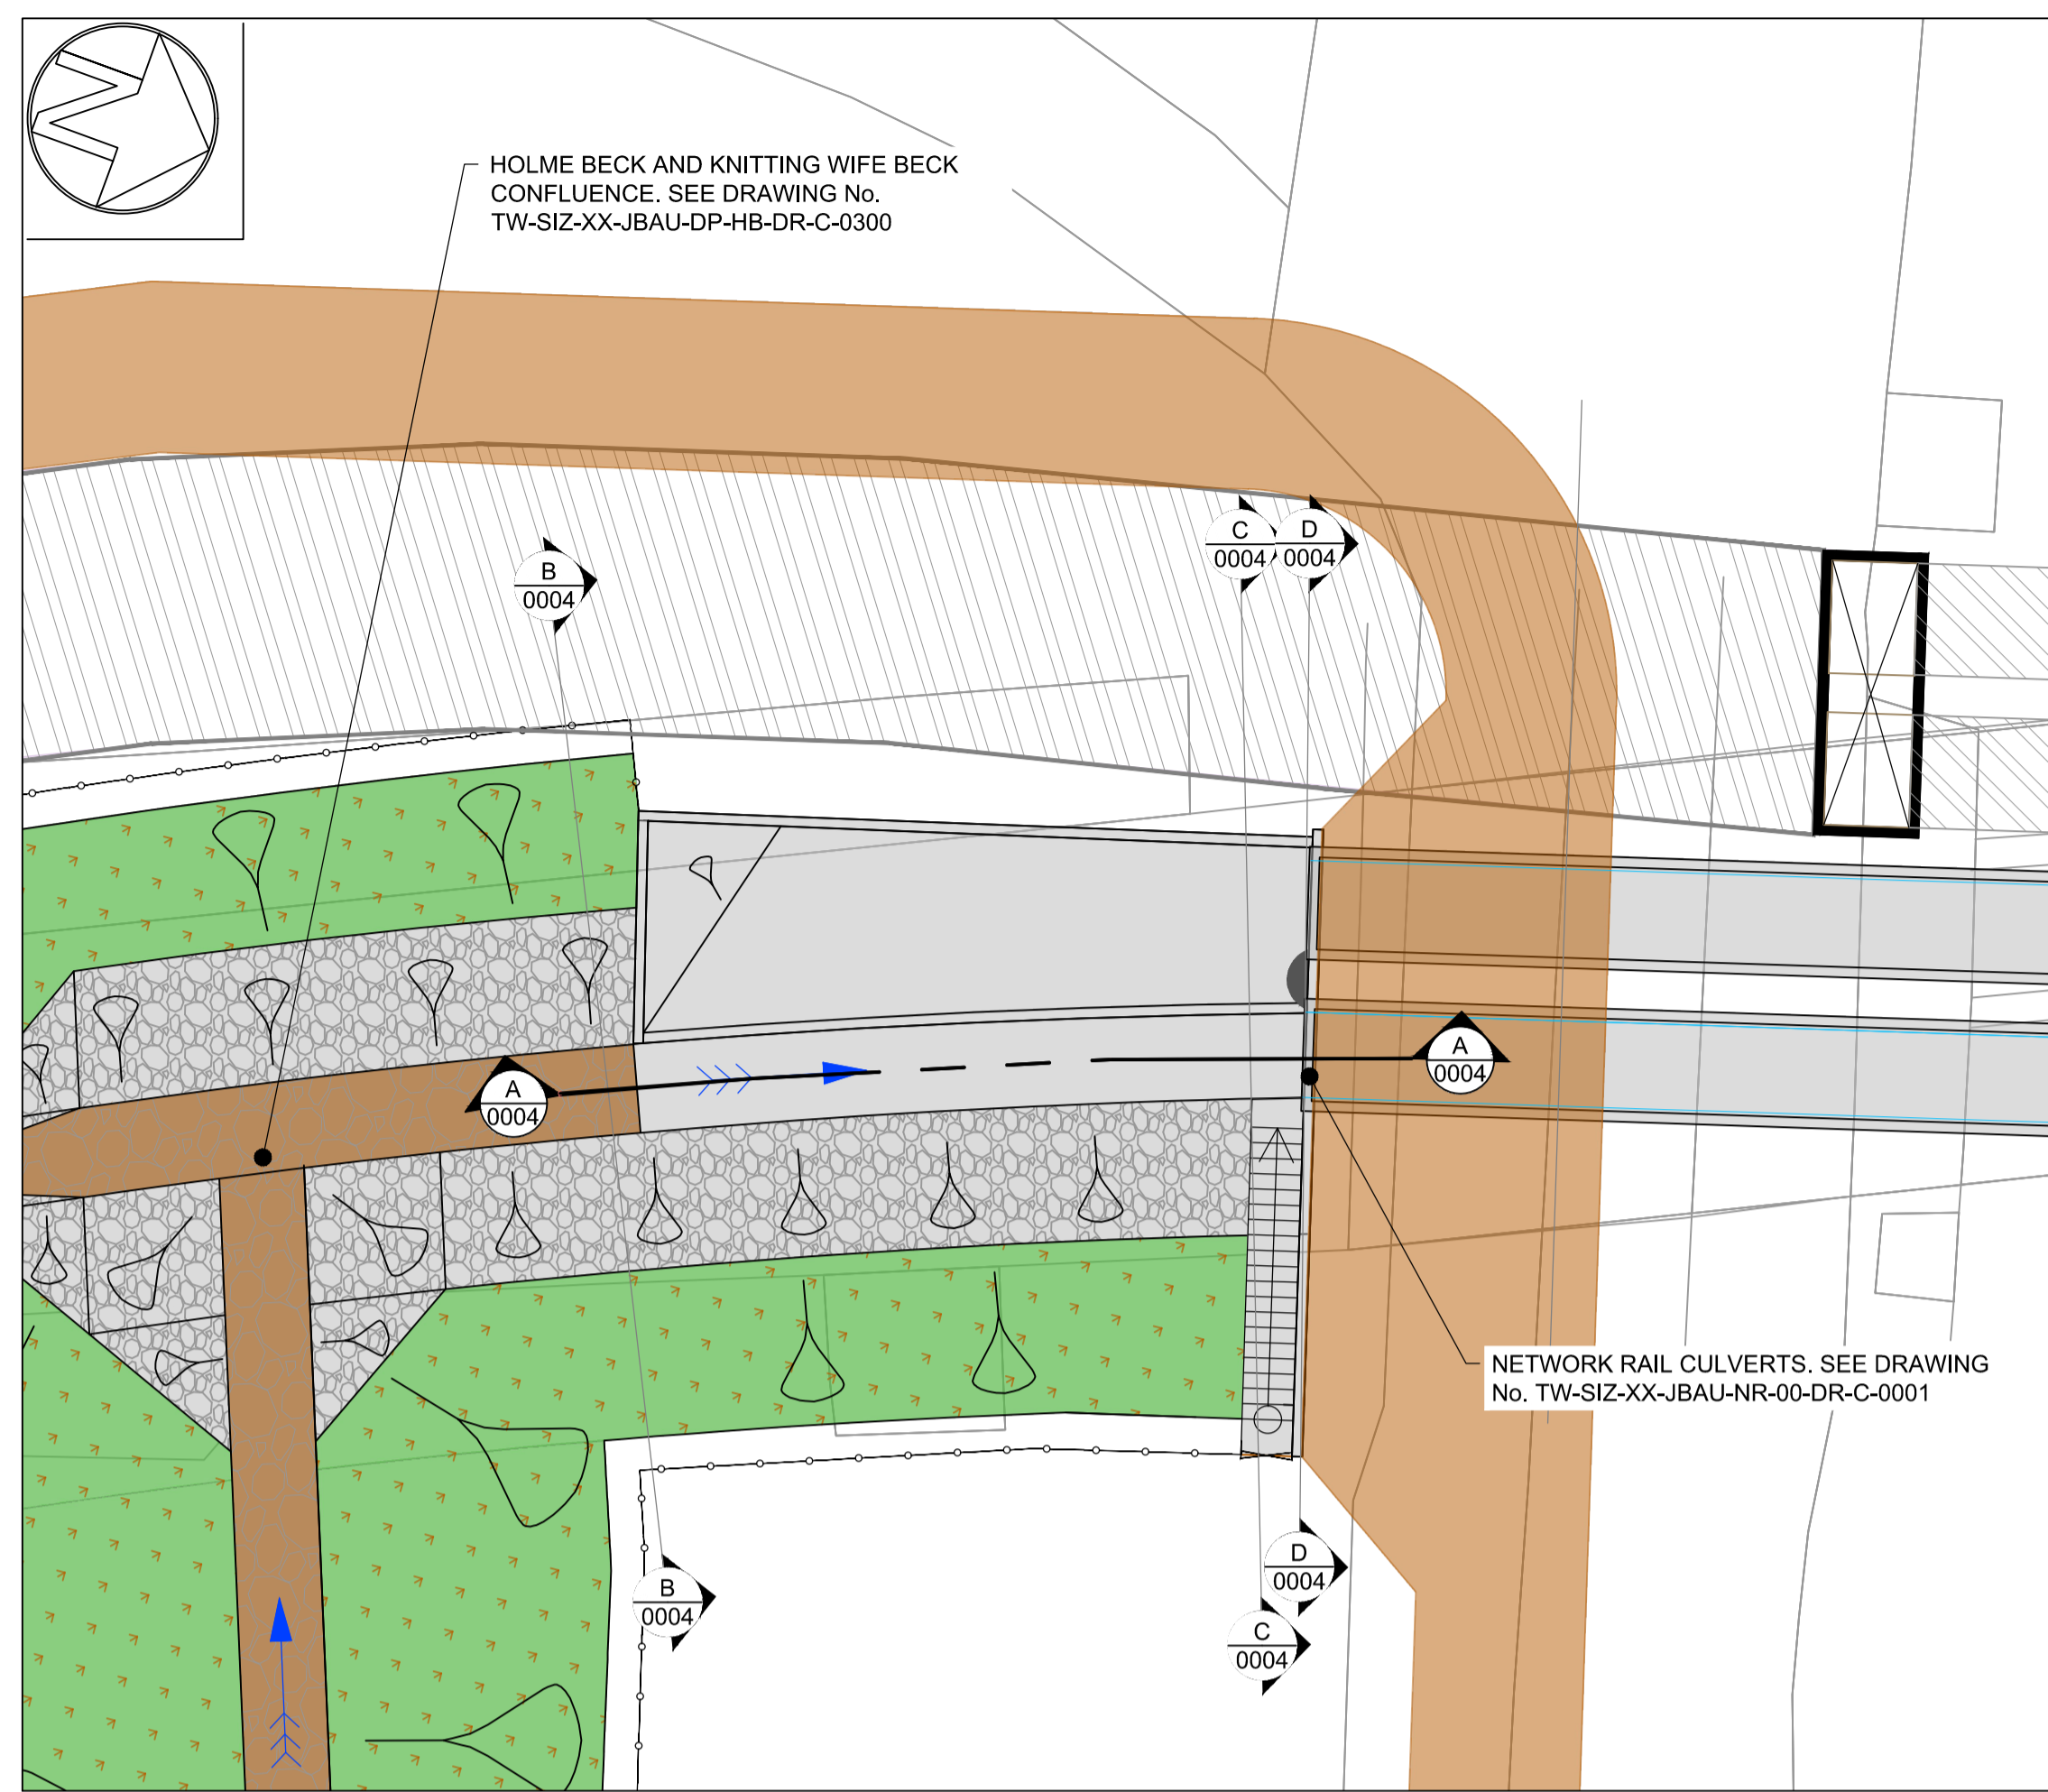 HOLME BECK AND KNITTING WIFE BECK
CONFLUENCE. SEE DRAWING No.
TW-SIZ-XX-JBAU-DP-HB-DR-C-0300
C
0004
D
0004
B
0004
A
0004
A
0004
NETWORK RAIL CULVERTS. SEE DRAWING
No. TW-SIZ-XX-JBAU-NR-00-DR-C-0001
D
0004
B
0004
C
0004